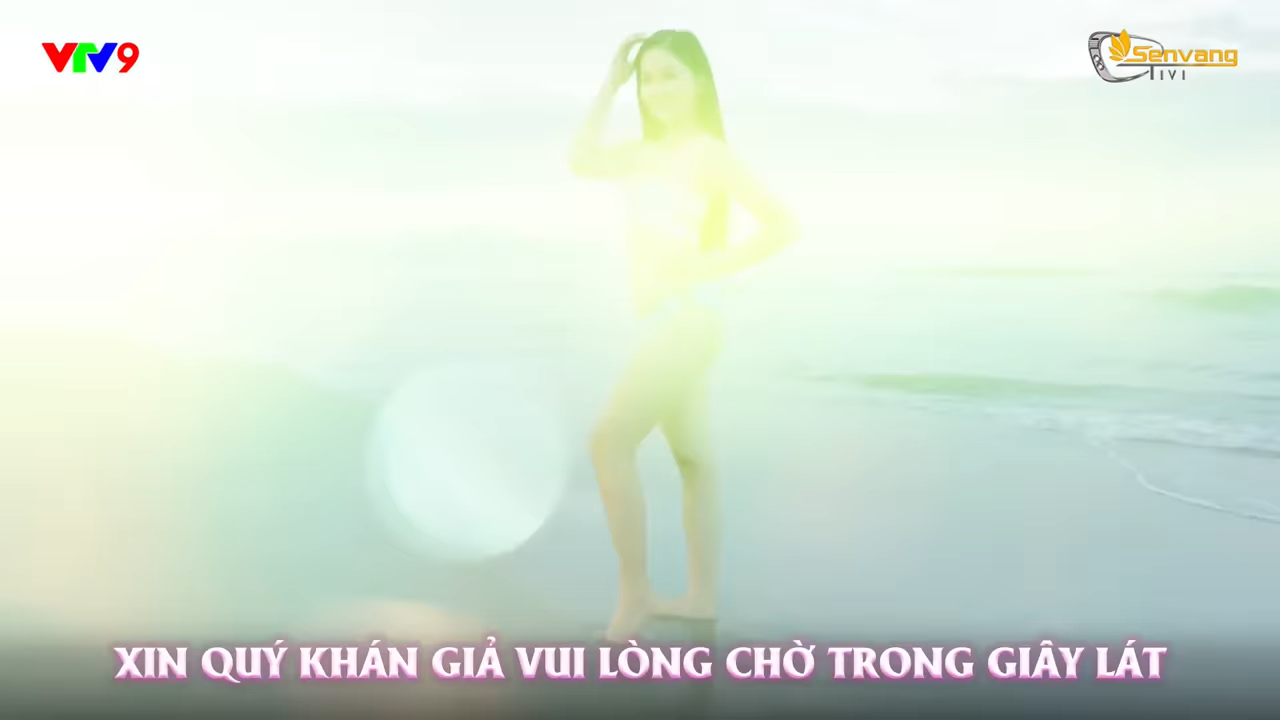 VTV9
Senvang
TIVI
XIN QUÝ KHÁN GIẢ VUI LÒNG CHỜ TRONG GIÂY LÁT